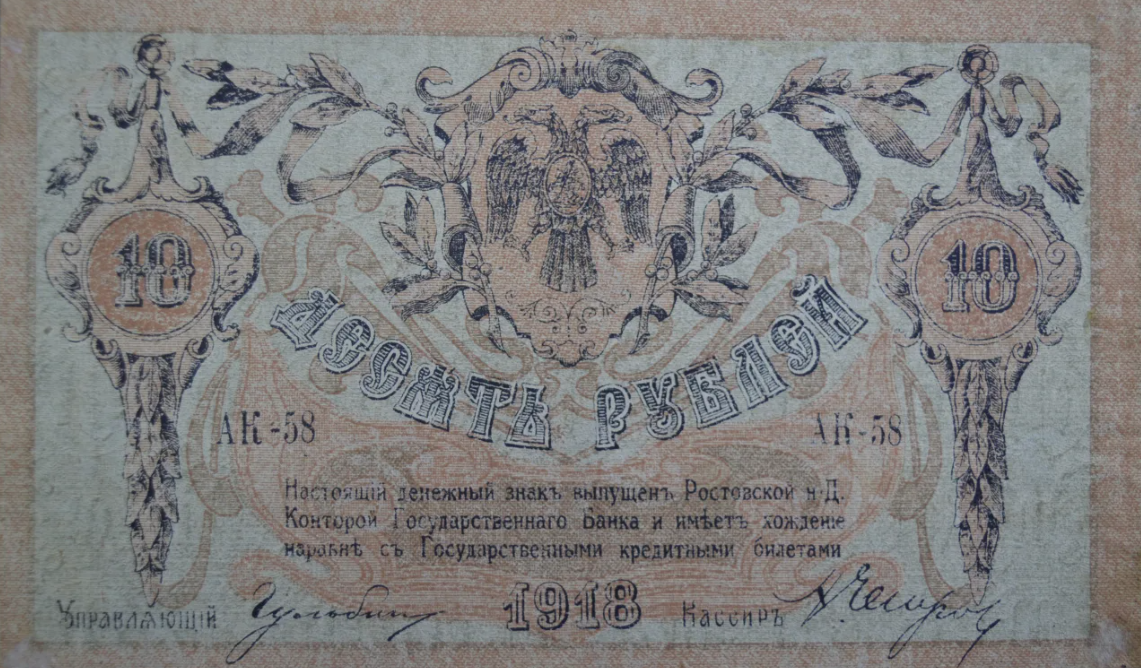 10 10
ДЕСЯТЬ РУБЛЕЙ
АК-58 АК-58
Настоящій денежный знакъ выпущенъ Ростовской н-Д.
Конторой Государственнаго Банка и имѣетъ хожденіе
наравнѣ съ Государственными кредитными билетами
Управляющій 1918 Кассиръ